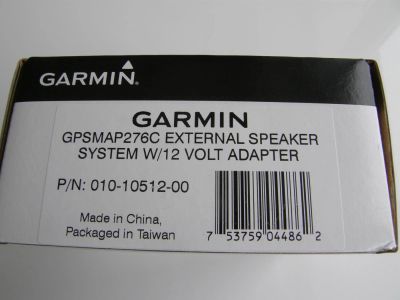 GARMIN
GARMIN
GPSMAP276C EXTERNAL SPEAKER
SYSTEM W/12 VOLT ADAPTER
P/N: 010-10512-00
Made in China,
Packaged in Taiwan
7 53759 04486 2